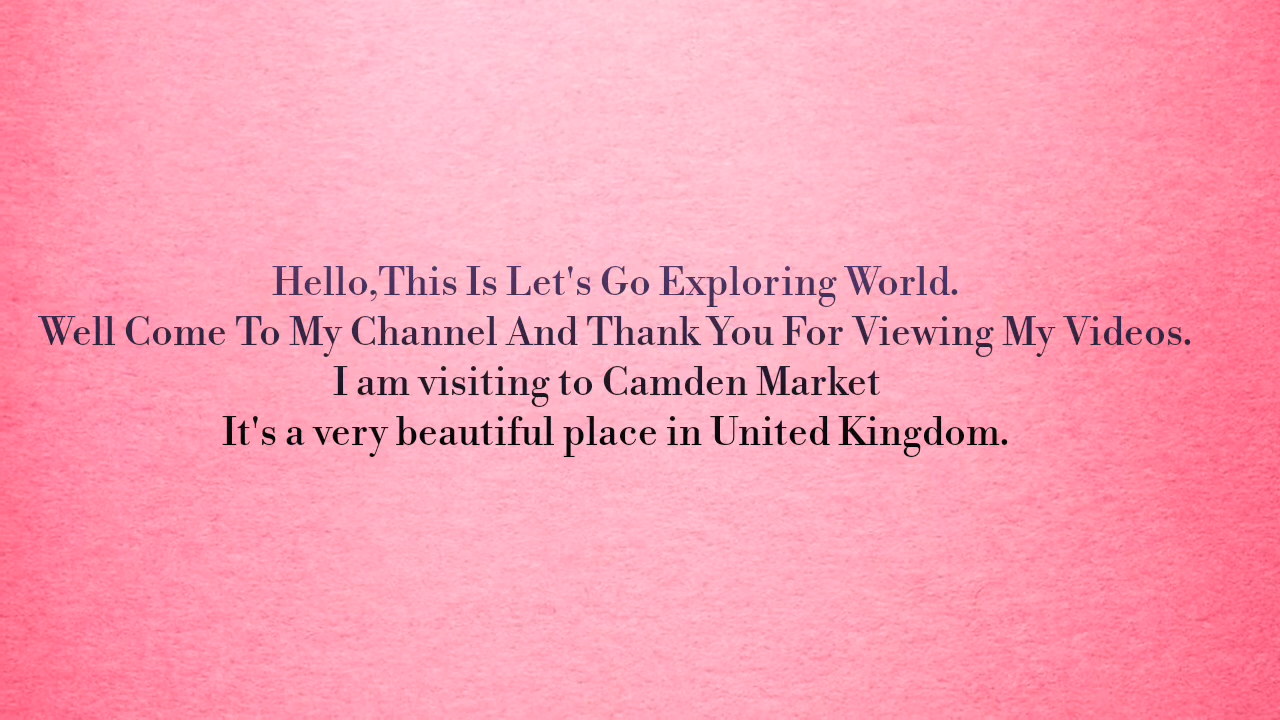 Hello,This Is Let's Go Exploring World.
Well Come To My Channel And Thank You For Viewing My Videos.
I am visiting to Camden Market
It's a very beautiful place in United Kingdom.